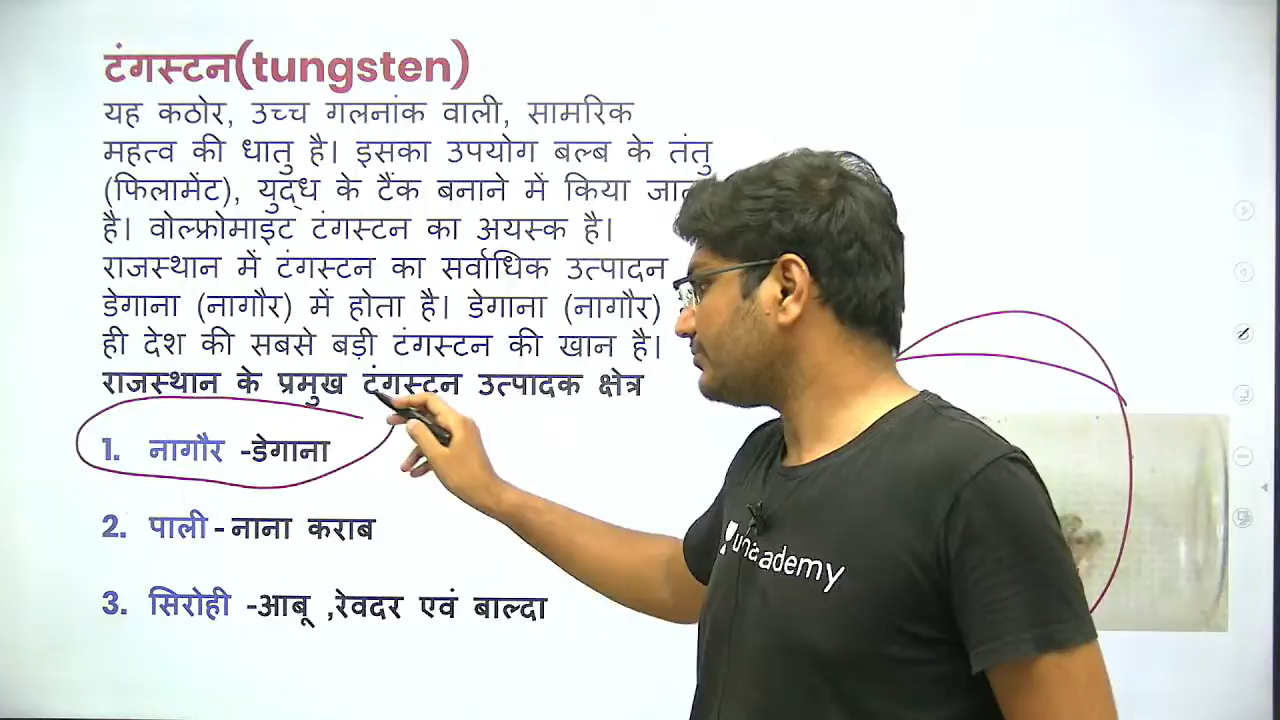 टंगस्टन(tungsten)
यह कठोर, उच्च गलनांक वाली, सामरिक
महत्व की धातु है। इसका उपयोग बल्ब के तंतु
(फिलामेंट), युद्ध के टैंक बनाने में किया
है। वोल्फ्रोमाइट टंगस्टन का अयस्क है।
राजस्थान में टंगस्टन का सर्वाधिक उत्पादन
डेगाना (नागौर) में होता है। डेगाना (नागौर)
ही देश की सबसे बड़ी टंगस्टन की खान है।
राजस्थान के प्रमुख टंगस्टन उत्पादक क्षेत्र
1. नागौर -डेगाना
2. पाली - नाना कराब
3. सिरोही -आबू ,रेवदर एवं बाल्दा
unacademy